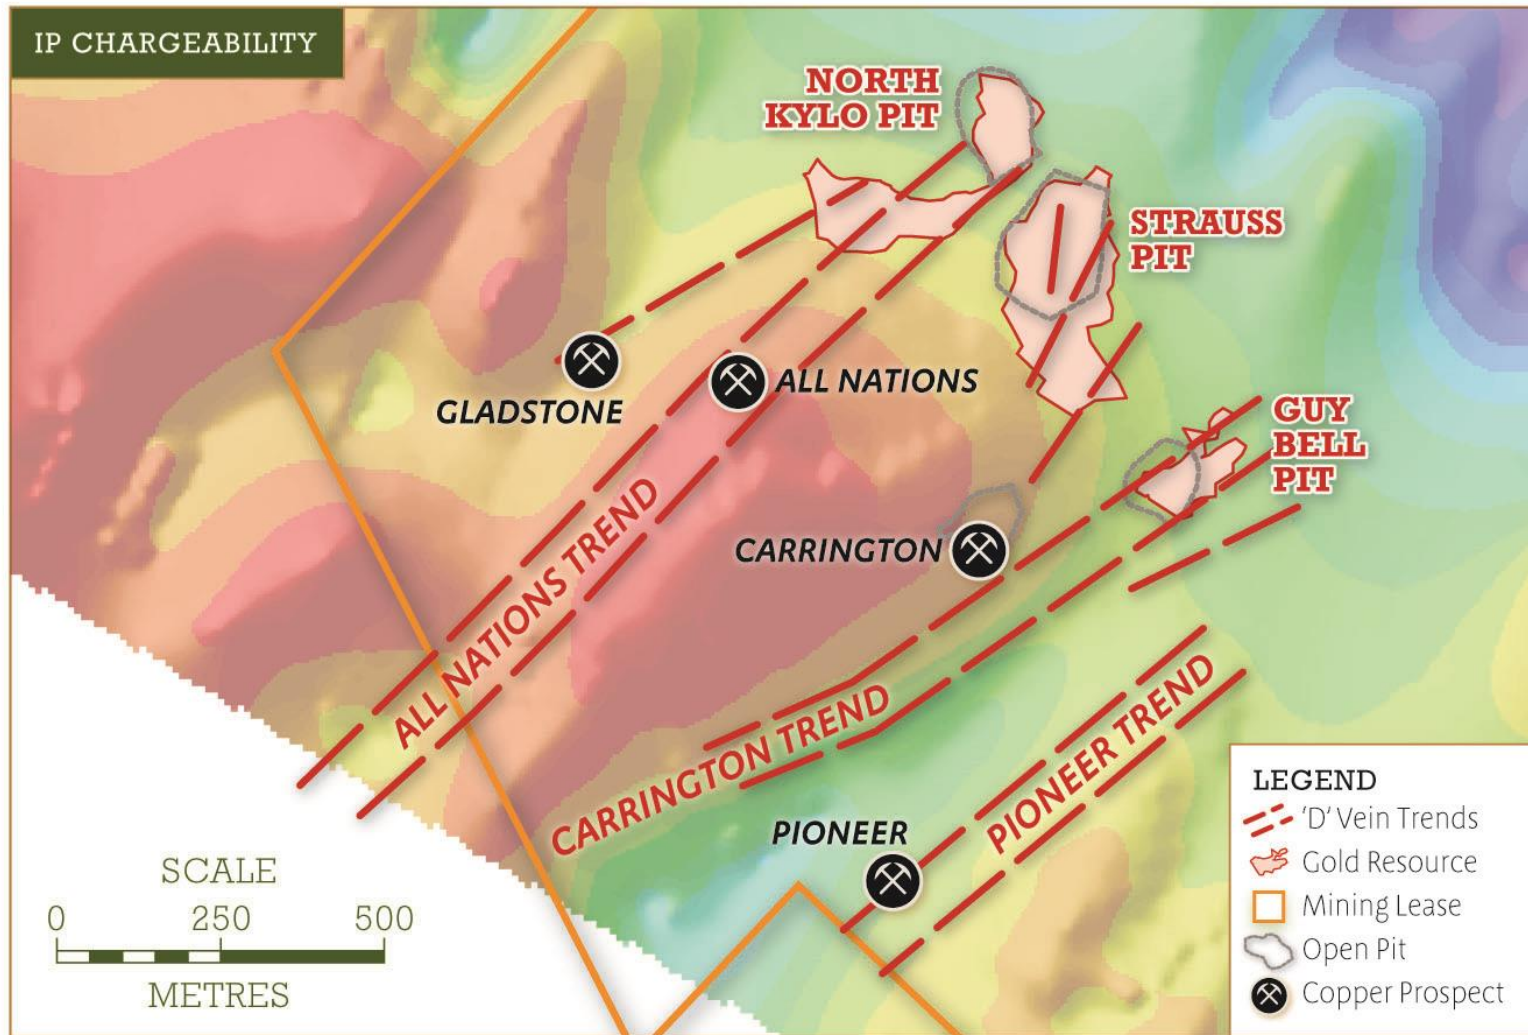 IP CHARGEABILITY
NORTH
KYLO PIT
STRAUSS
PIT
GLADSTONE
ALL NATIONS
GUY
BELL
PIT
CARRINGTON
ALL NATIONS TREND
CARRINGTON TREND
PIONEER TREND
PIONEER
SCALE
0 250 500
METRES
LEGEND
'D' Vein Trends
Gold Resource
Mining Lease
Open Pit
Copper Prospect